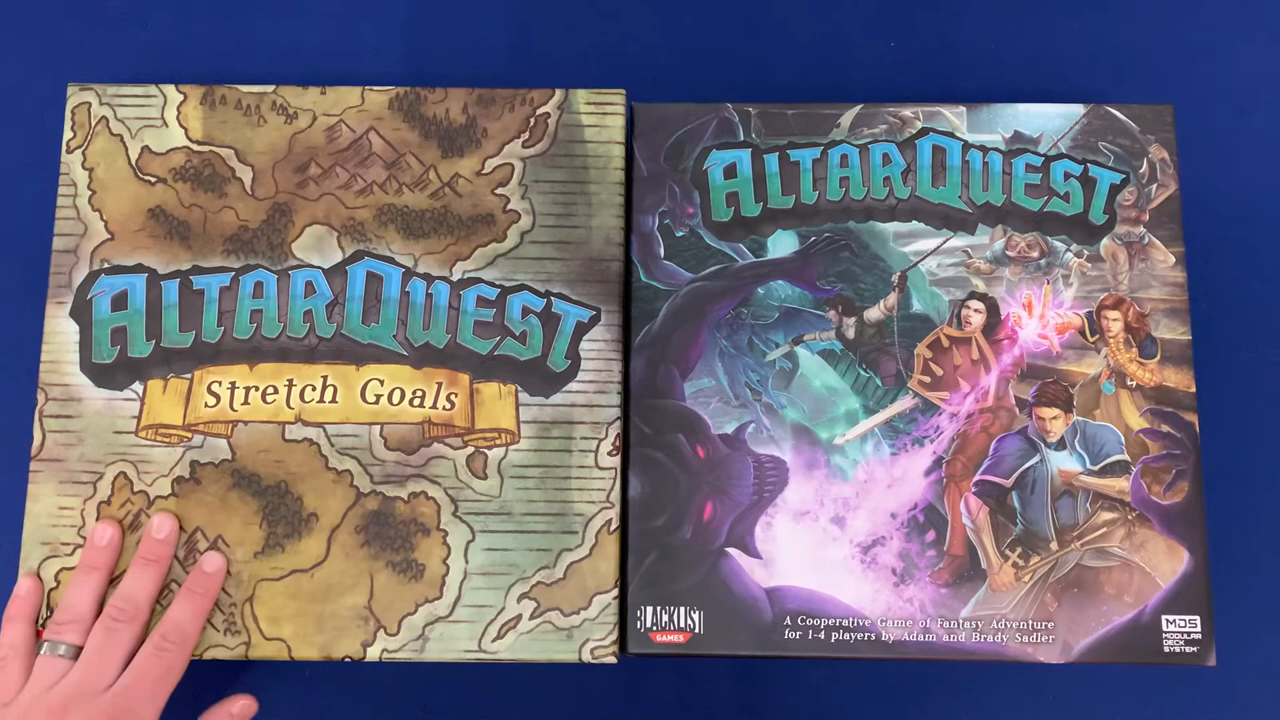 ALTARQUEST
Stretch Goals
ALTARQUEST
BLACKLIST
GAMES
A Cooperative Game of Fantasy Adventure
for 1-4 players by Adam and Brady Sadler
MDS
MODULAR
DECK
SYSTEM™